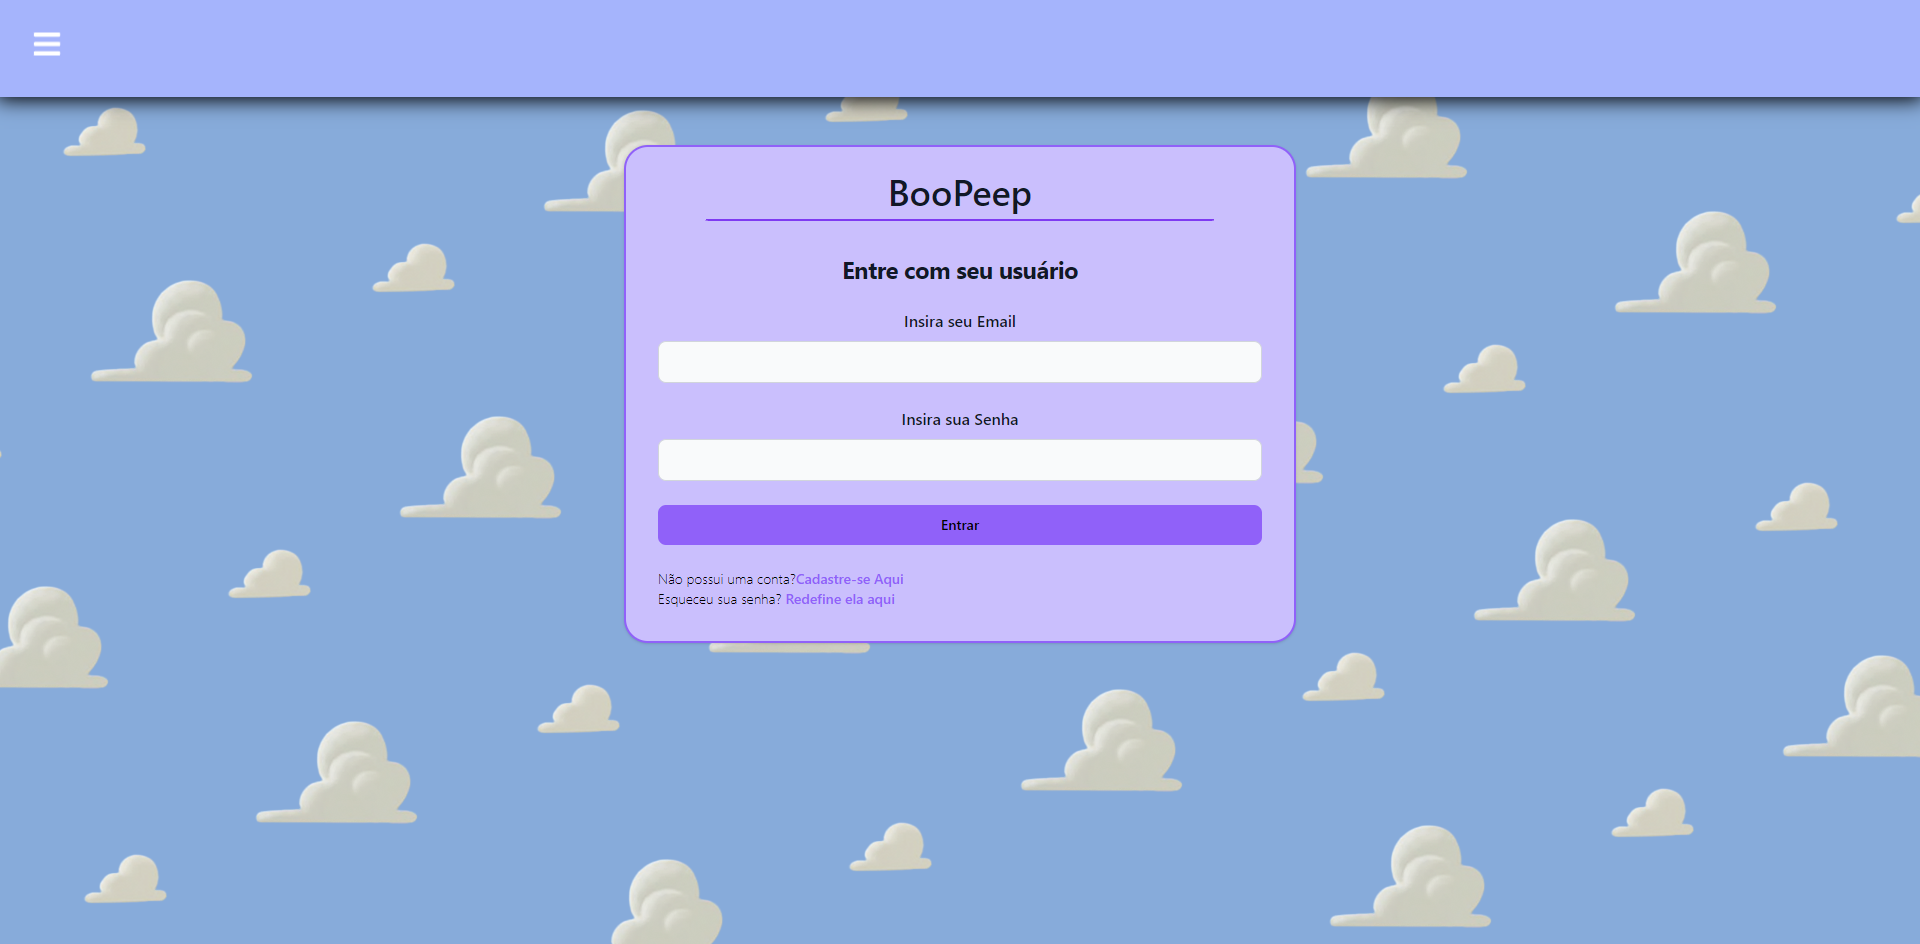 BooPeep
Entre com seu usuário
Insira seu Email
Insira sua Senha
Entrar
Não possui uma conta?Cadastre-se Aqui
Esqueceu sua senha? Redefine ela aqui